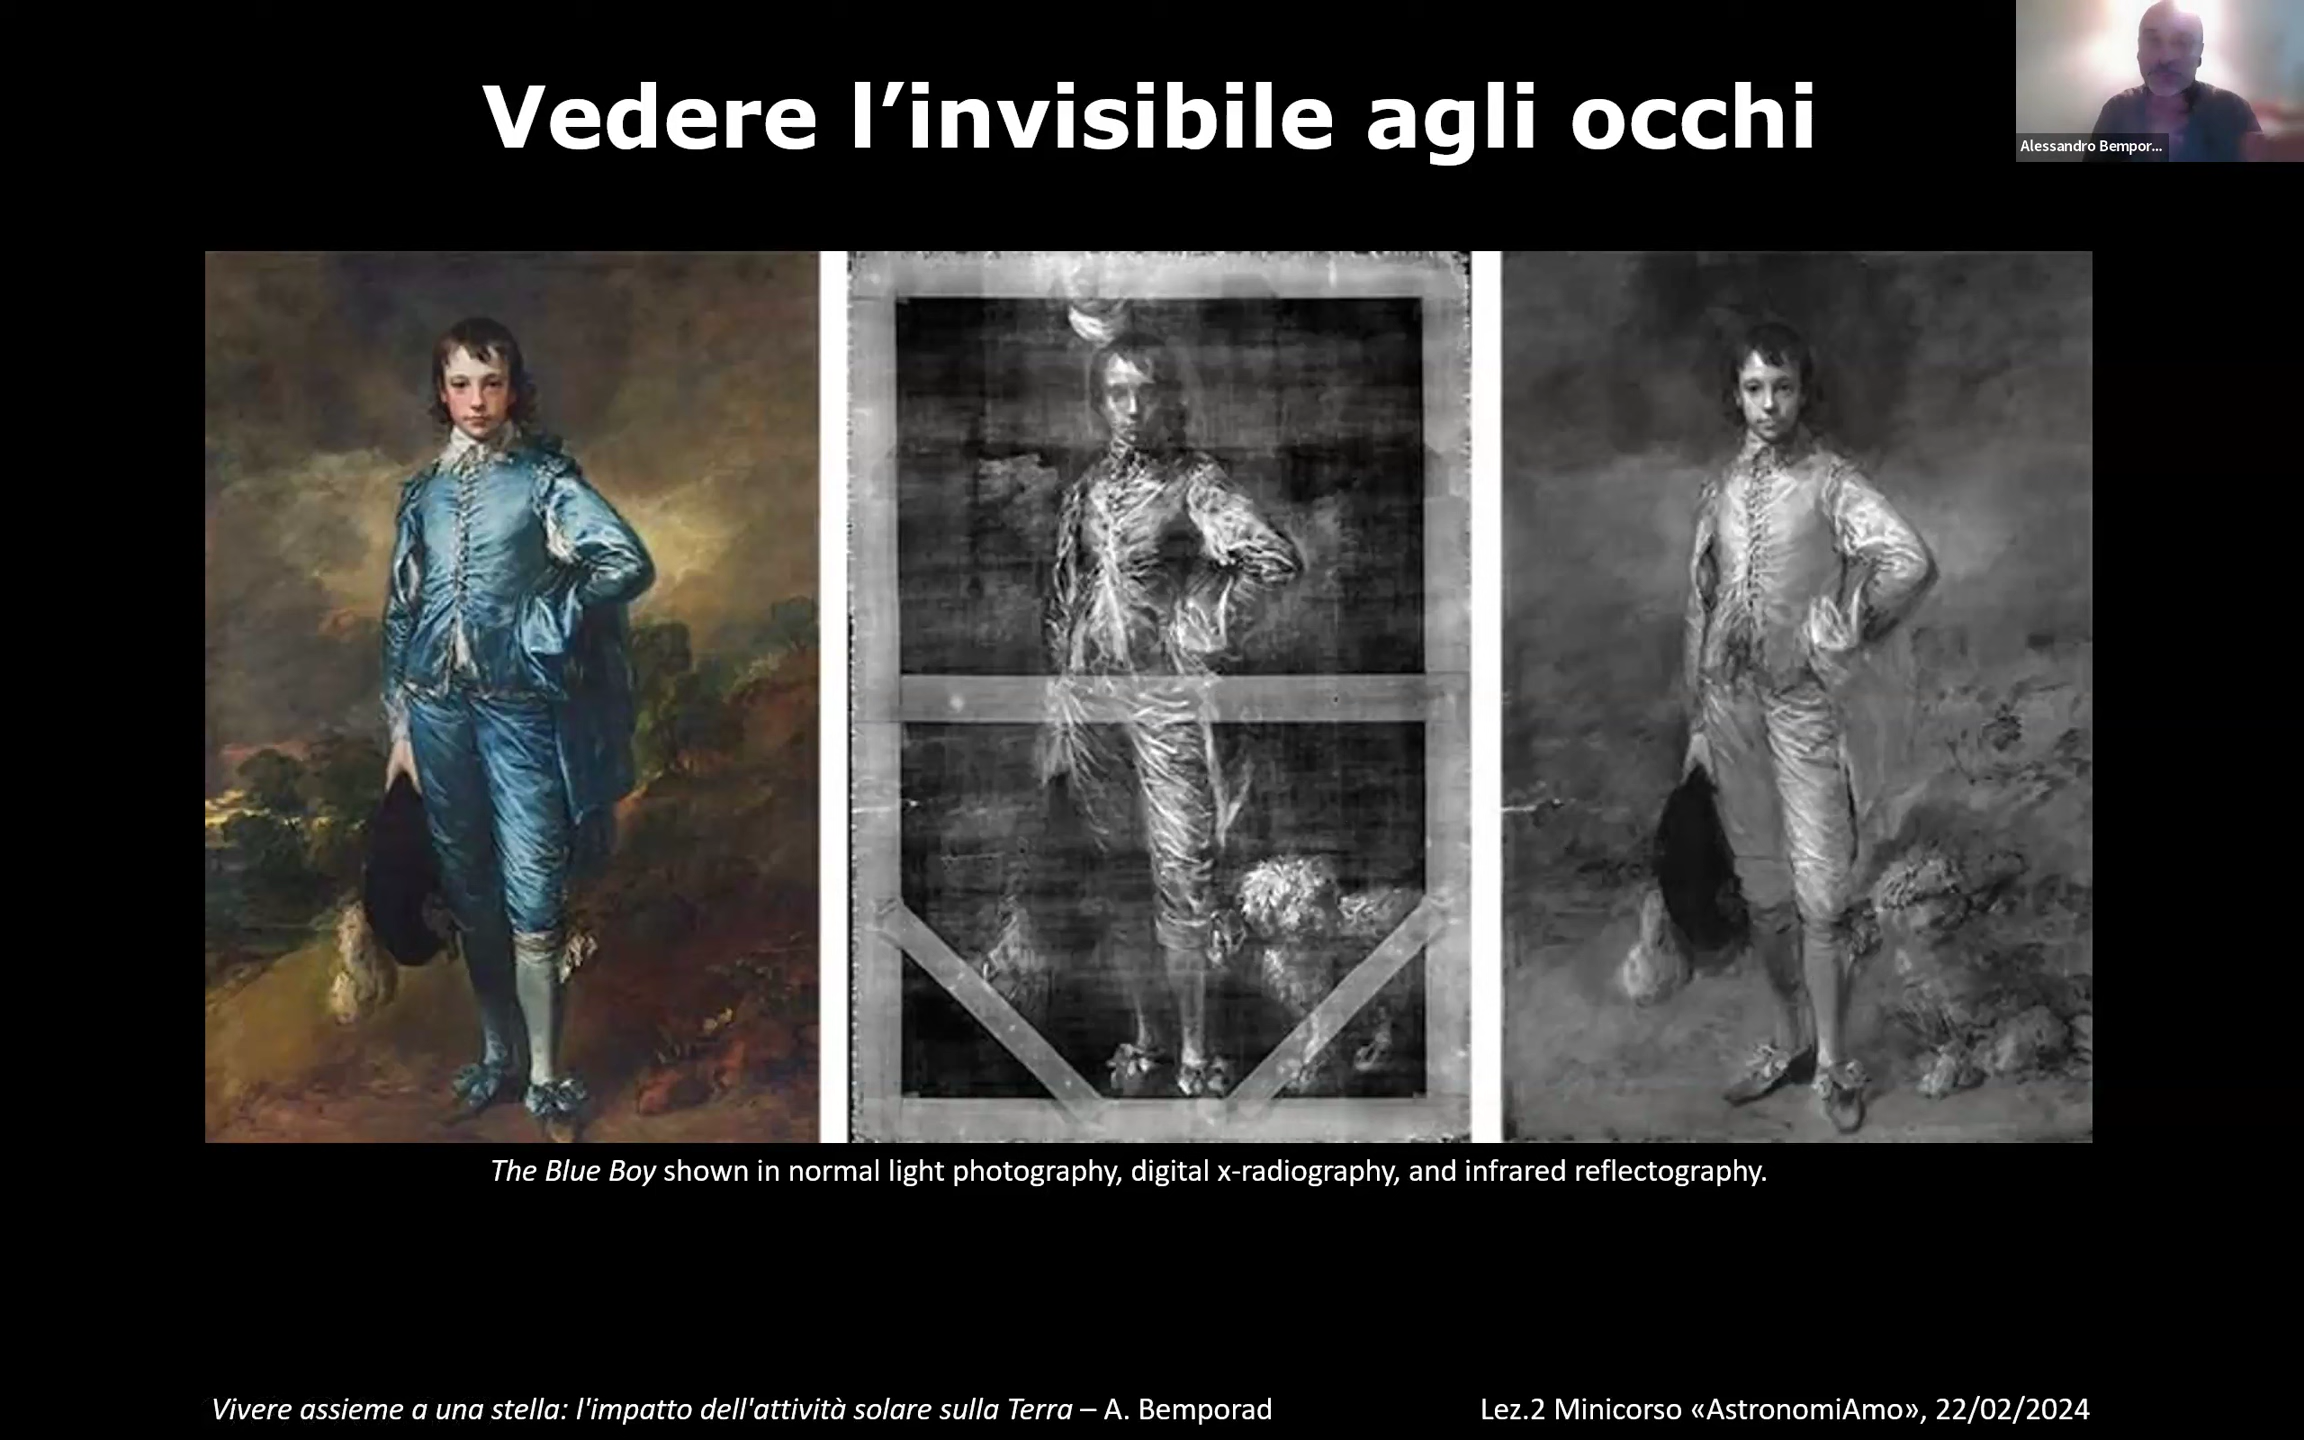 Vedere l’invisibile agli occhi
Alessandro Bempor...
The Blue Boy shown in normal light photography, digital x-radiography, and infrared reflectography.
Vivere assieme a una stella: l'impatto dell'attività solare sulla Terra – A. Bemporad
Lez.2 Minicorso «AstronomiAmo», 22/02/2024